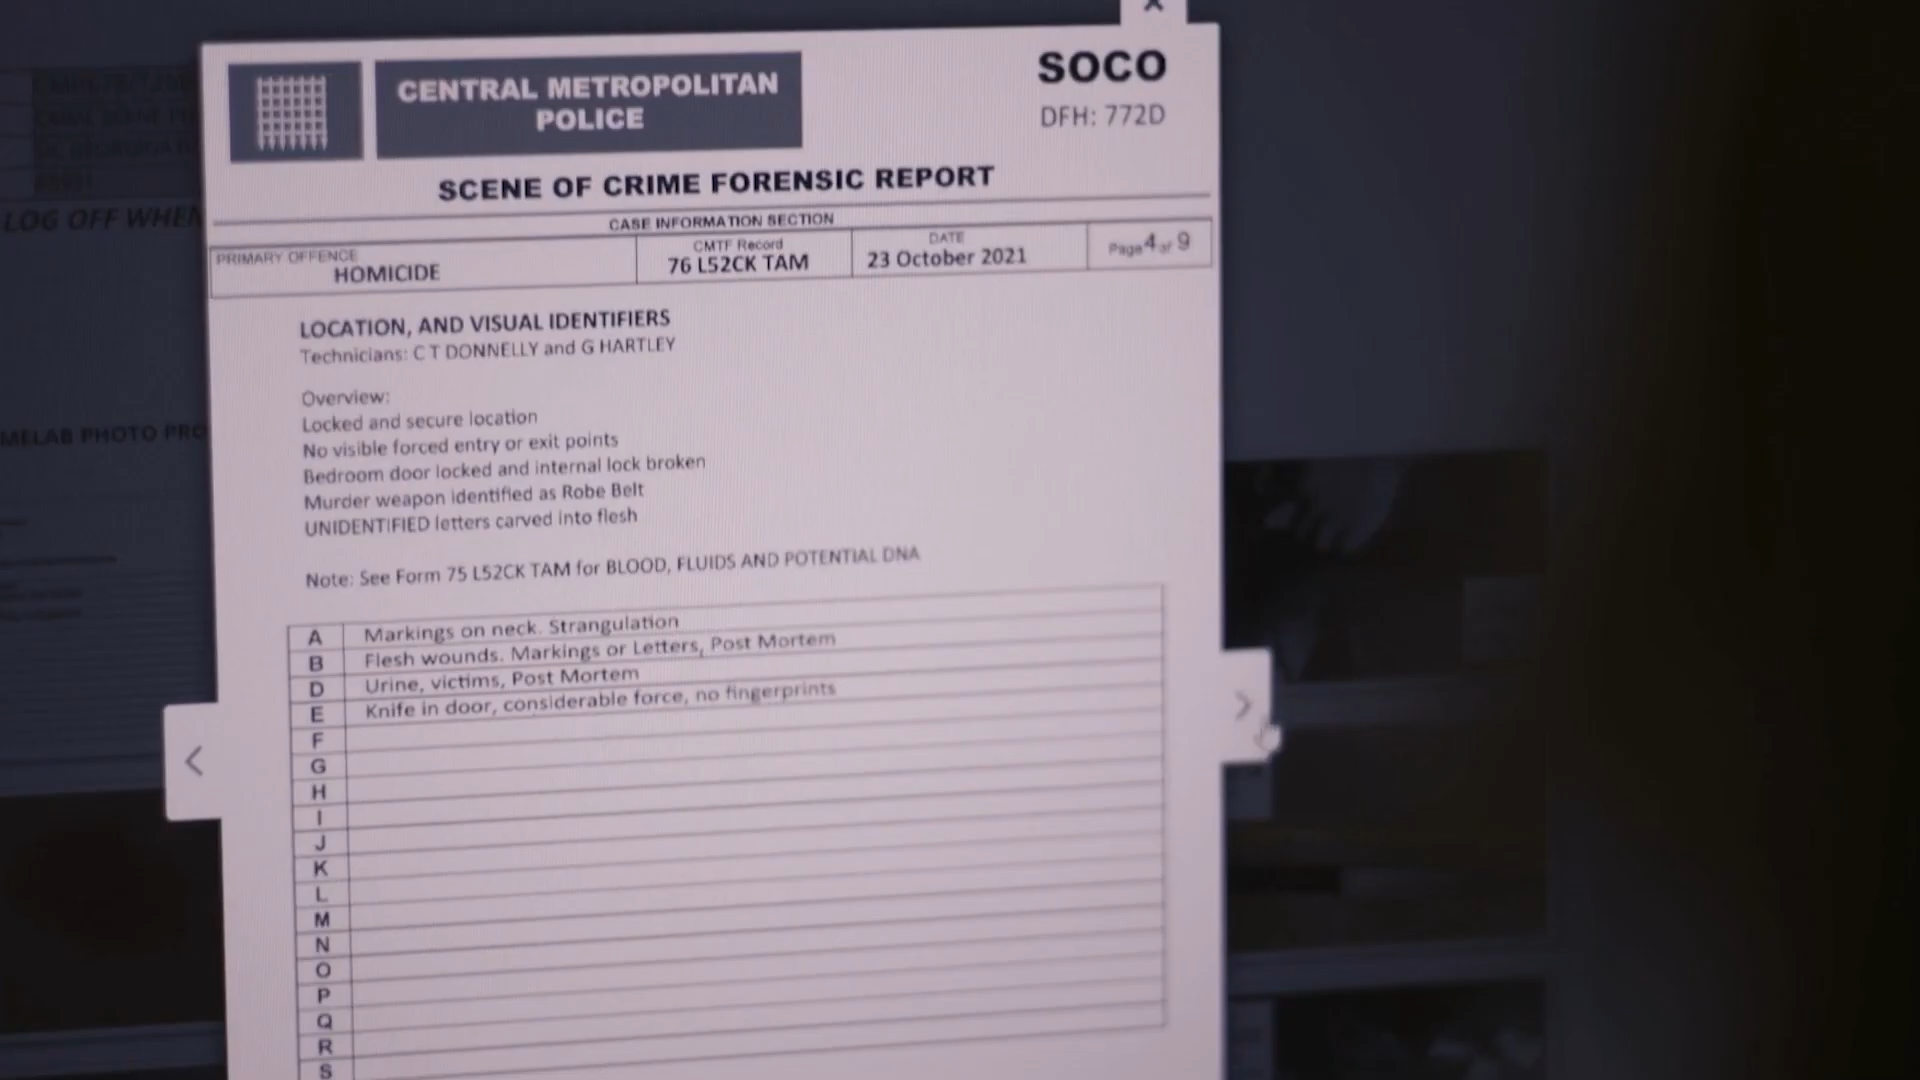 X
CENTRAL METROPOLITAN
POLICE
SOCO
DFH: 772D
SCENE OF CRIME FORENSIC REPORT
CASE INFORMATION SECTION
PRIMARY OFFENCE
HOMICIDE
CMTF Record
76 L52CK TAM
DATE
23 October 2021
Page 4 of 9
LOG OFF WHEN
LOCATION, AND VISUAL IDENTIFIERS
Technicians: C T DONNELLY and G HARTLEY
Overview:
Locked and secure location
No visible forced entry or exit points
Bedroom door locked and internal lock broken
Murder weapon identified as Robe Belt
UNIDENTIFIED letters carved into flesh
MELAB PHOTO PRO
Note: See Form 75 L52CK TAM for BLOOD, FLUIDS AND POTENTIAL DNA
A Markings on neck. Strangulation
B Flesh wounds. Markings or Letters, Post Mortem
D Urine, victims, Post Mortem
E Knife in door, considerable force, no fingerprints
F
G
H
I
J
K
L
M
N
O
P
Q
R
S